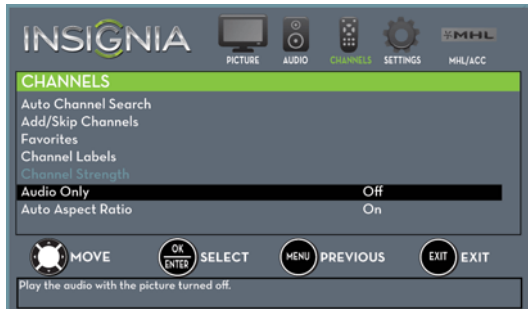 INSIGNIA
PICTURE AUDIO CHANNELS SETTINGS MHL MHL/ACC
CHANNELS
Auto Channel Search
Add/Skip Channels
Favorites
Channel Labels
Channel Strength
Audio Only Off
Auto Aspect Ratio On
MOVE OK ENTER SELECT MENU PREVIOUS EXIT EXIT
Play the audio with the picture turned off.